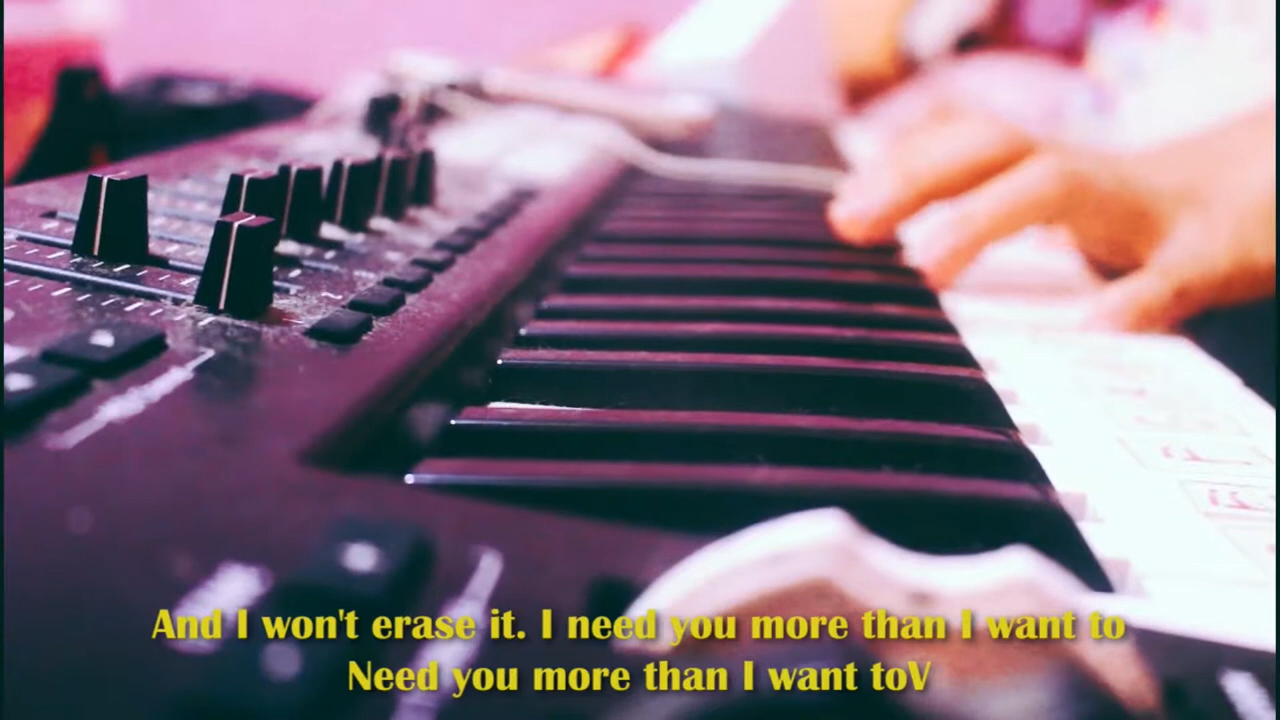 And I won't erase it. I need you more than I want to
Need you more than I want toV